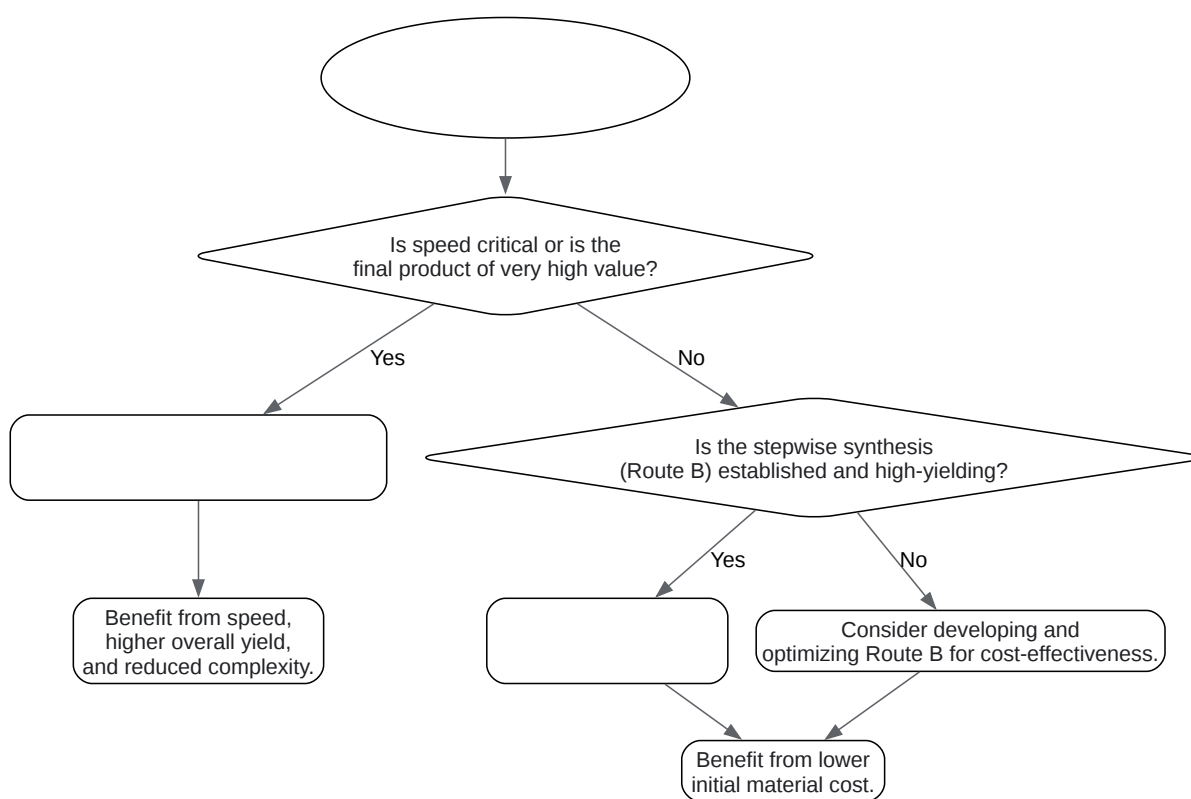 Is speed critical or is the
final product of very high value?
Yes
No
Is the stepwise synthesis
(Route B) established and high-yielding?
Yes
No
Benefit from speed,
higher overall yield,
and reduced complexity.
Consider developing and
optimizing Route B for cost-effectiveness.
Benefit from lower
initial material cost.